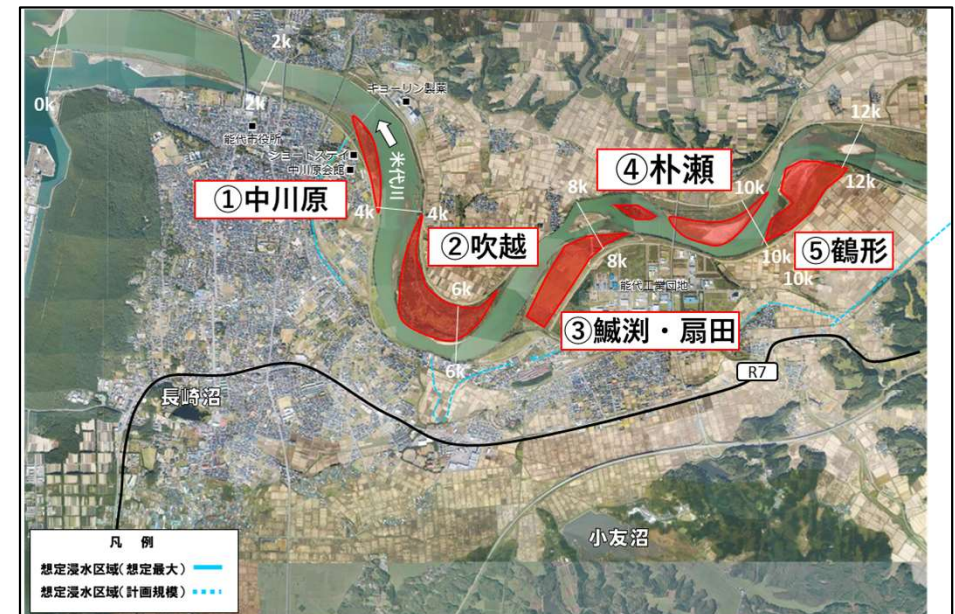 2k
0k
2k
キョーリン製薬
能代市役所
ショートステイ
中川原会館
米代川
①中川原
4k
4k
②吹越
6k
6k
8k
④朴瀬
10k
12k
12k
8k
10k
10k
⑤鶴形
能代工業団地
③鰄渕・扇田
R7
長崎沼
小友沼
凡 例
想定浸水区域(想定最大)
想定浸水区域(計画規模)